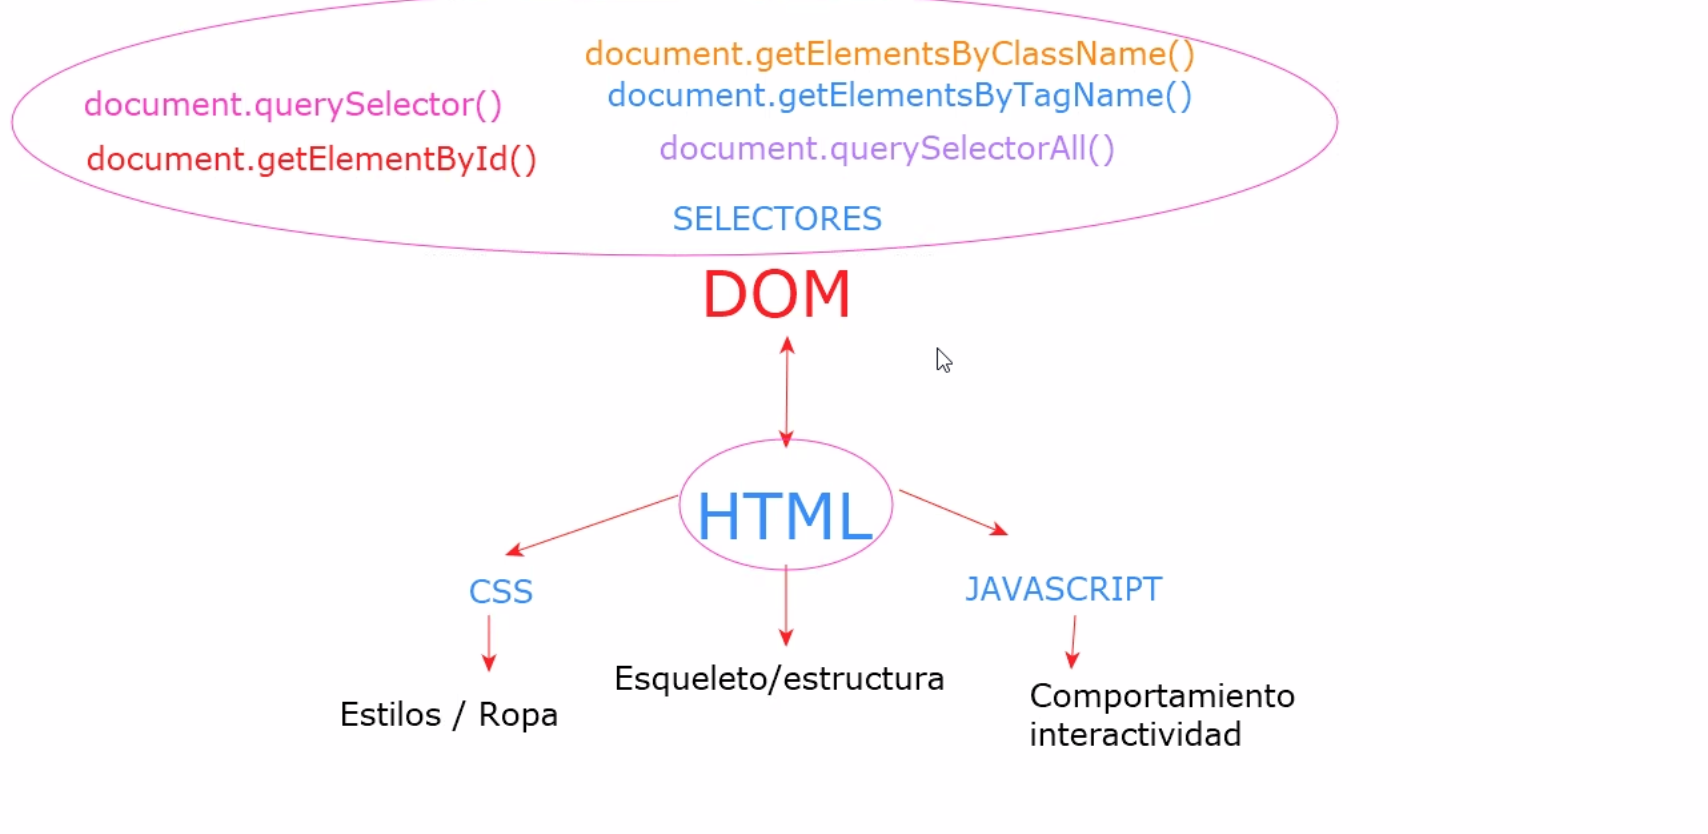 document.getElementsByClassName()
document.querySelector()
document.getElementsByTagName()
document.getElementById()
document.querySelectorAll()
SELECTORES
DOM
HTML
CSS
JAVASCRIPT
Esqueleto/estructura
Estilos / Ropa
Comportamiento
interactividad